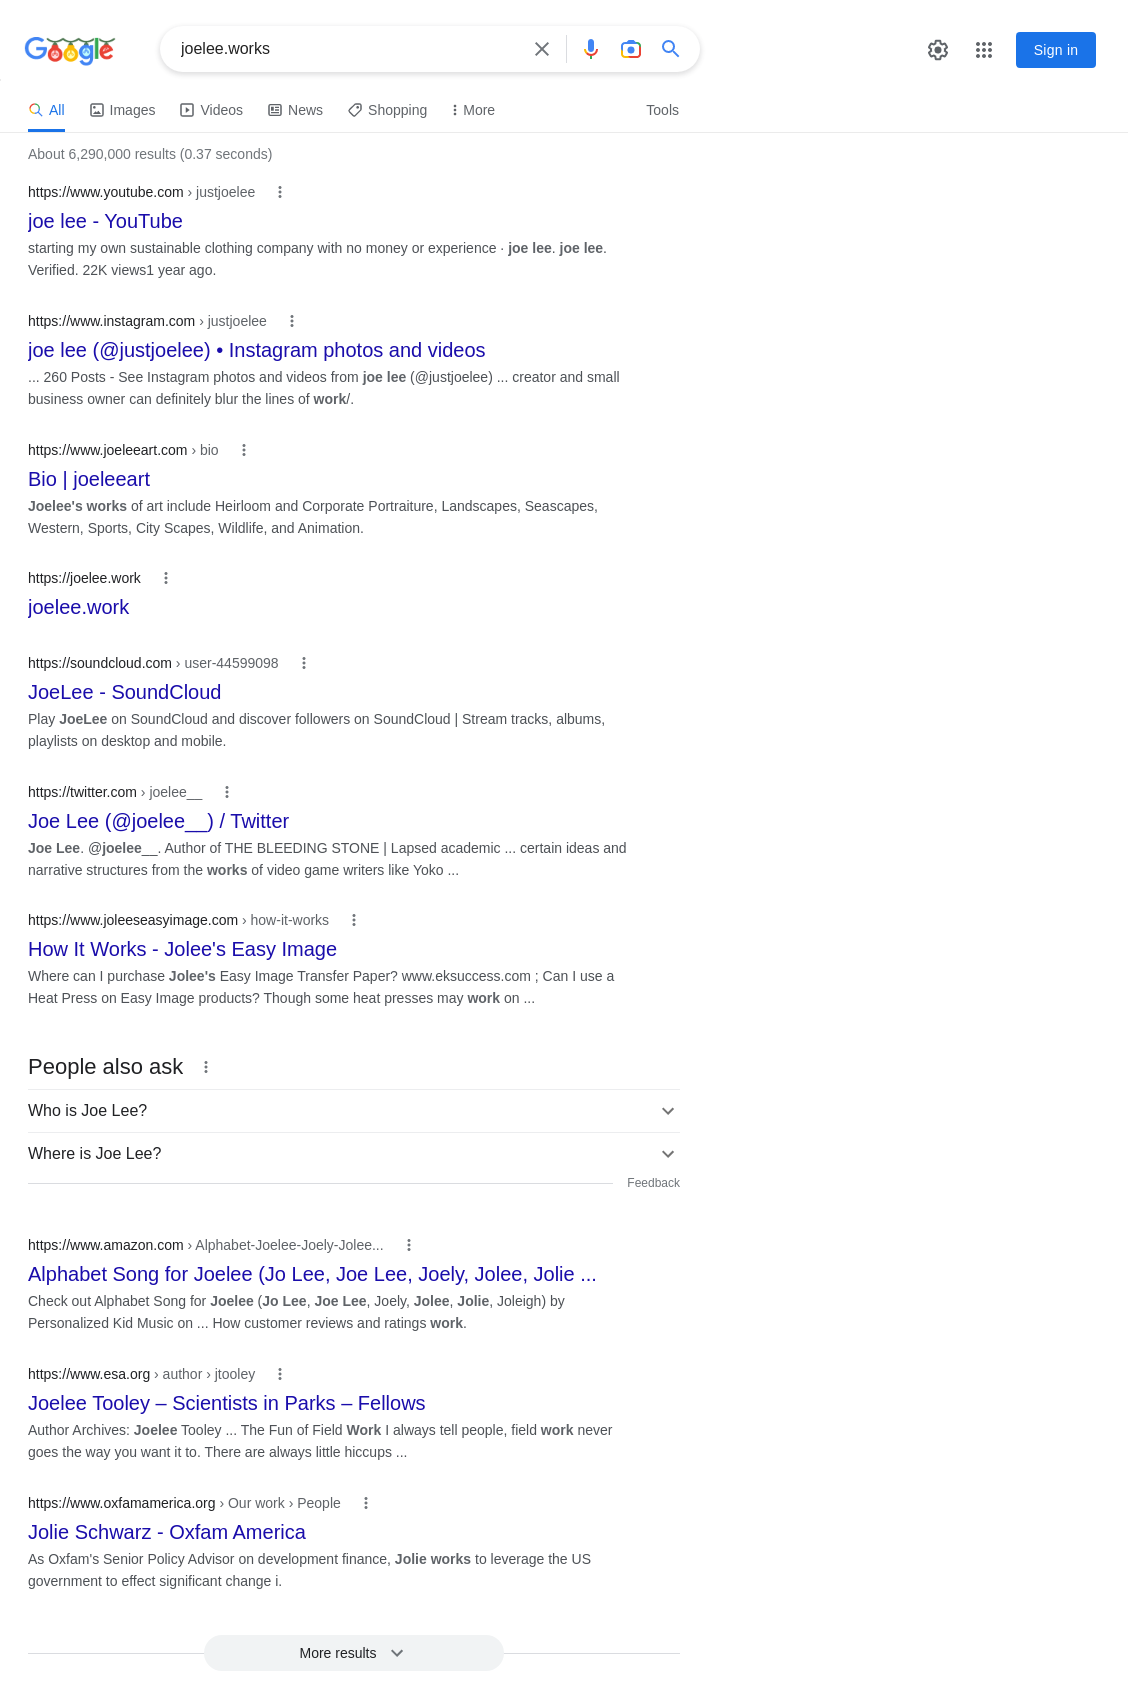 Google
joelee.works
Sign in
All
Images
Videos
News
Shopping
More
Tools
About 6,290,000 results (0.37 seconds)
https://www.youtube.com › justjoelee
joe lee - YouTube
starting my own sustainable clothing company with no money or experience · joe lee. joe lee.
Verified. 22K views1 year ago.
https://www.instagram.com › justjoelee
joe lee (@justjoelee) • Instagram photos and videos
... 260 Posts - See Instagram photos and videos from joe lee (@justjoelee) ... creator and small
business owner can definitely blur the lines of work/.
https://www.joeleeart.com › bio
Bio | joeleeart
Joelee's works of art include Heirloom and Corporate Portraiture, Landscapes, Seascapes,
Western, Sports, City Scapes, Wildlife, and Animation.
https://joelee.work
joelee.work
https://soundcloud.com › user-44599098
JoeLee - SoundCloud
Play JoeLee on SoundCloud and discover followers on SoundCloud | Stream tracks, albums,
playlists on desktop and mobile.
https://twitter.com › joelee__
Joe Lee (@joelee__) / Twitter
Joe Lee. @joelee__. Author of THE BLEEDING STONE | Lapsed academic ... certain ideas and
narrative structures from the works of video game writers like Yoko ...
https://www.joleeseasyimage.com › how-it-works
How It Works - Jolee's Easy Image
Where can I purchase Jolee's Easy Image Transfer Paper? www.eksuccess.com ; Can I use a
Heat Press on Easy Image products? Though some heat presses may work on ...
People also ask
Who is Joe Lee?
Where is Joe Lee?
Feedback
https://www.amazon.com › Alphabet-Joelee-Joely-Jolee...
Alphabet Song for Joelee (Jo Lee, Joe Lee, Joely, Jolee, Jolie ...
Check out Alphabet Song for Joelee (Jo Lee, Joe Lee, Joely, Jolee, Jolie, Joleigh) by
Personalized Kid Music on ... How customer reviews and ratings work.
https://www.esa.org › author › jtooley
Joelee Tooley – Scientists in Parks – Fellows
Author Archives: Joelee Tooley ... The Fun of Field Work I always tell people, field work never
goes the way you want it to. There are always little hiccups ...
https://www.oxfamamerica.org › Our work › People
Jolie Schwarz - Oxfam America
As Oxfam's Senior Policy Advisor on development finance, Jolie works to leverage the US
government to effect significant change i.
More results